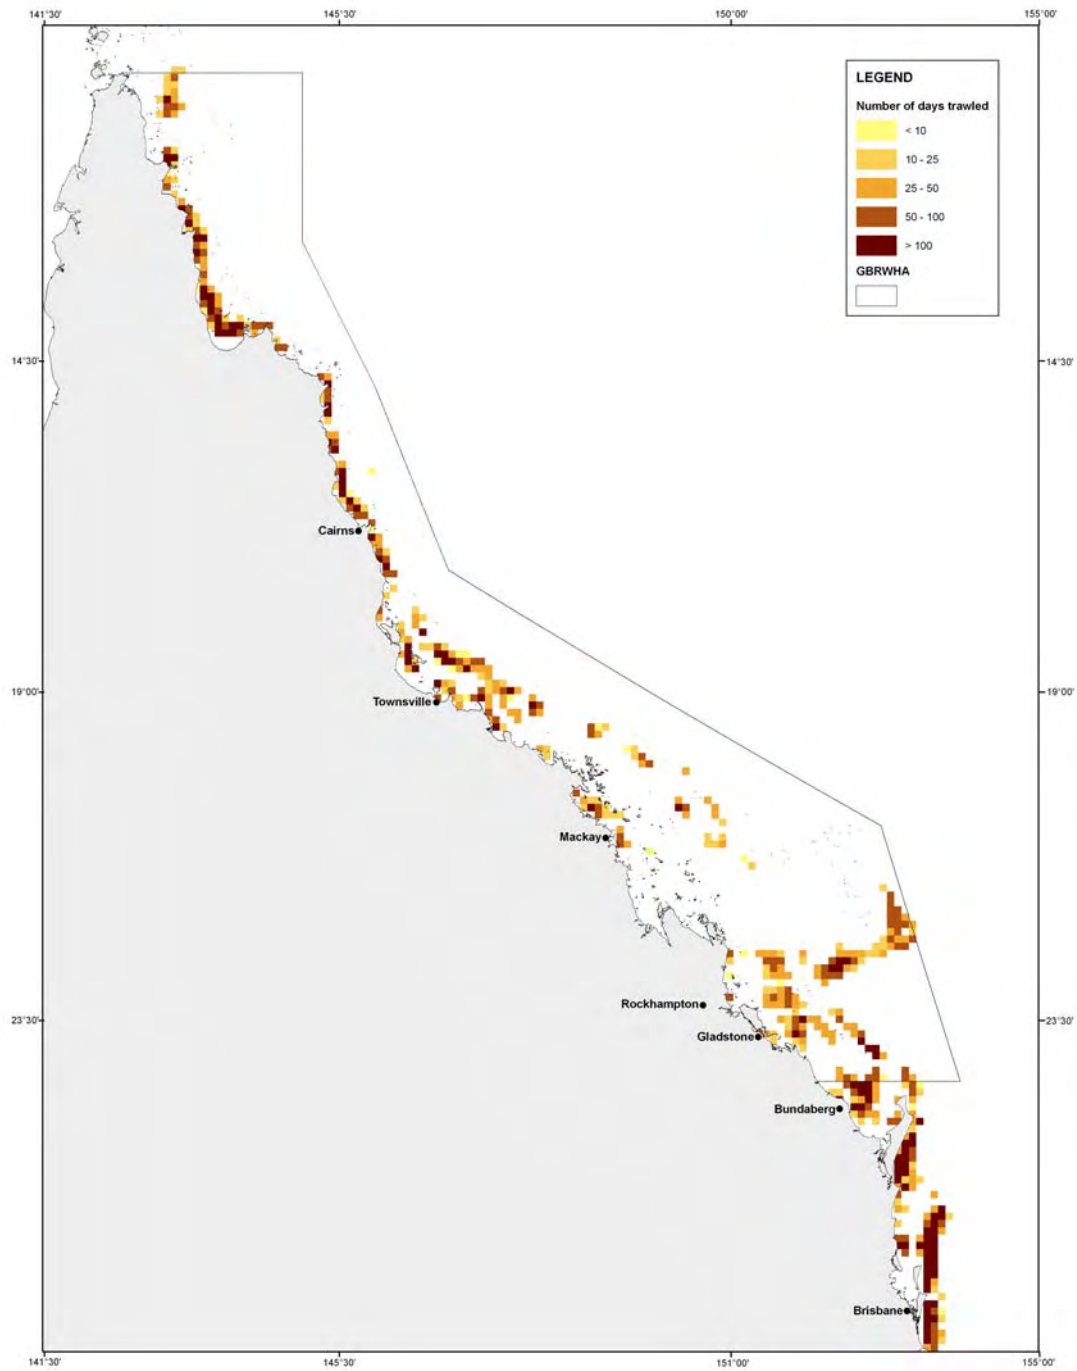 141°30' 145°30' 150°00' 155°00'
LEGEND
Number of days trawled
< 10
10 - 25
25 - 50
50 - 100
> 100
GBRWHA
14°30' 14°30'
Cairns
19°00' 19°00'
Townsville
Mackay
Rockhampton
23°30' 23°30'
Gladstone
Bundaberg
Brisbane
141°30' 145°30' 151°00' 155°00'